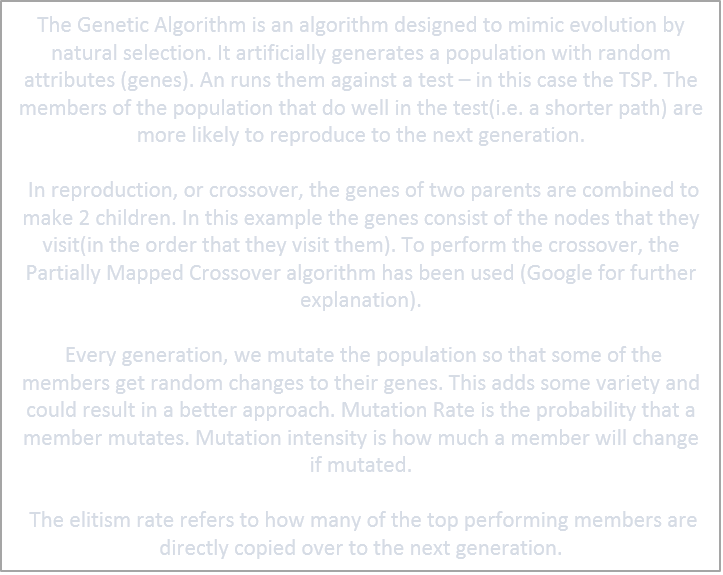 The Genetic Algorithm is an algorithm designed to mimic evolution by
natural selection. It artificially generates a population with random
attributes (genes). An runs them against a test – in this case the TSP. The
members of the population that do well in the test(i.e. a shorter path) are
more likely to reproduce to the next generation.
In reproduction, or crossover, the genes of two parents are combined to
make 2 children. In this example the genes consist of the nodes that they
visit(in the order that they visit them). To perform the crossover, the
Partially Mapped Crossover algorithm has been used (Google for further
explanation).
Every generation, we mutate the population so that some of the
members get random changes to their genes. This adds some variety and
could result in a better approach. Mutation Rate is the probability that a
member mutates. Mutation intensity is how much a member will change
if mutated.
The elitism rate refers to how many of the top performing members are
directly copied over to the next generation.